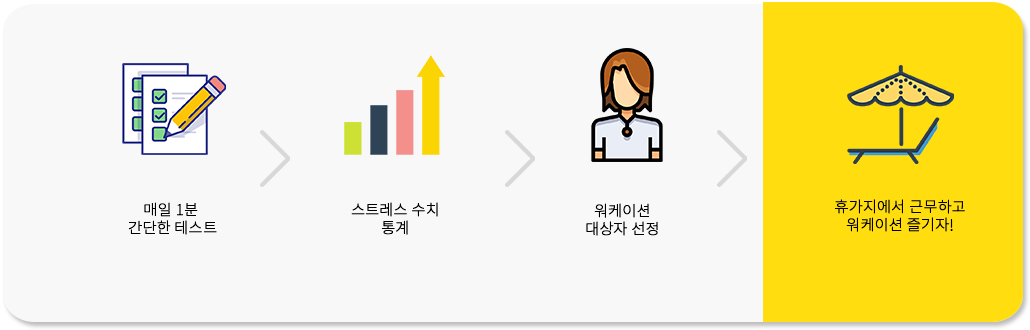 매일 1분
간단한 테스트
스트레스 수치
통계
워케이션
대상자 선정
휴가지에서 근무하고
워케이션 즐기자!